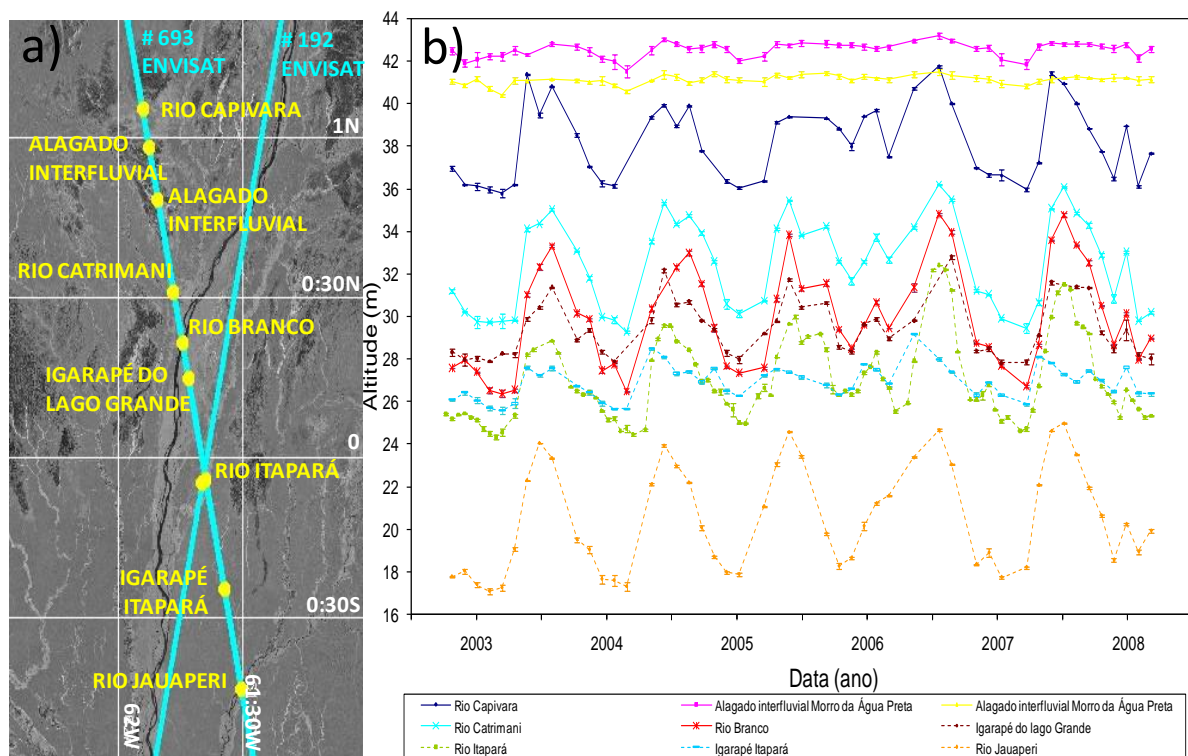 a)
# 693
ENVISAT
# 192
ENVISAT
RIO CAPIVARA
1N
ALAGADO
INTERFLUVIAL
ALAGADO
INTERFLUVIAL
RIO CATRIMANI
0:30N
RIO BRANCO
IGARAPÉ DO
LAGO GRANDE
0
RIO ITAPARÁ
IGARAPÉ
ITAPARÁ
0:30S
RIO JAUAPERI
62W
61:30W
b)
44
42
40
38
36
34
32
30
28
26
24
22
20
18
16
Altitude (m)
2003 2004 2005 2006 2007 2008
Data (ano)
Rio Capivara Alagado interfluvial Morro da Água Preta Alagado interfluvial Morro da Água Preta
Rio Catrimani Rio Branco Igarapé do lago Grande
Rio Itapará Igarapé Itapará Rio Jauaperi